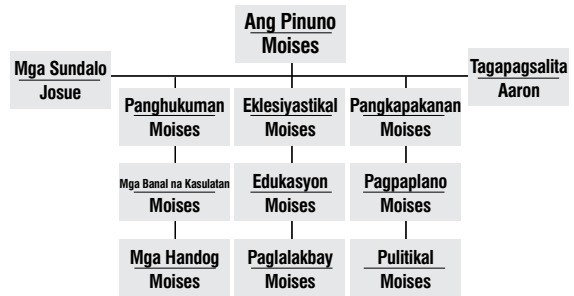 Ang Pinuno
Moises
Mga Sundalo
Josue
Tagapagsalita
Aaron
Panghukuman
Moises
Eklesiyastikal
Moises
Pangkapakanan
Moises
Mga Banal na Kasulatan
Moises
Edukasyon
Moises
Pagpaplano
Moises
Mga Handog
Moises
Paglalakbay
Moises
Pulitikal
Moises